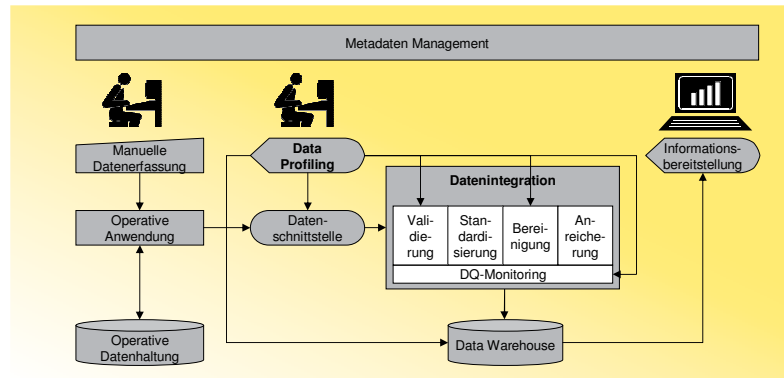 Metadaten Management
Manuelle
Datenerfassung
Data
Profiling
Informations-
bereitstellung
Datenintegration
Operative
Anwendung
Daten-
schnittstelle
Vali-
die-
rung
Stan-
dardi-
sierung
Berei-
nigung
An-
reiche-
rung
DQ-Monitoring
Operative
Datenhaltung
Data Warehouse